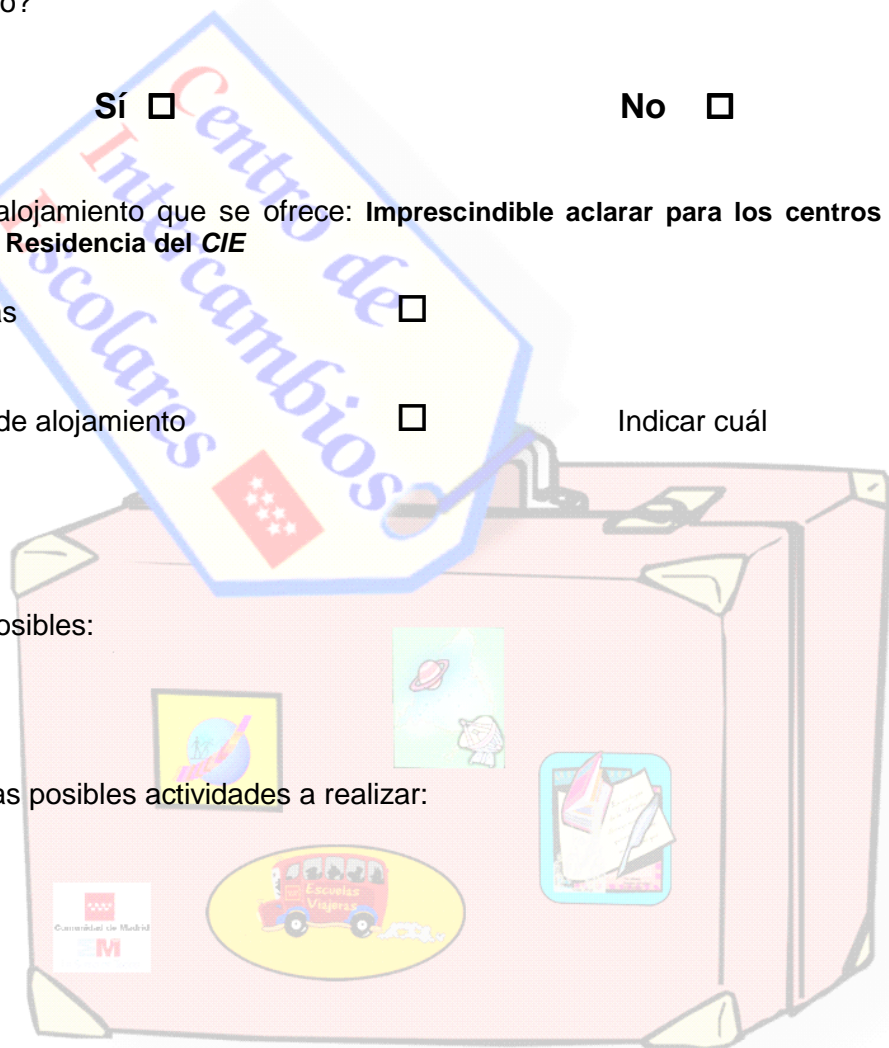 o?
Sí ☐ No ☐
alojamiento que se ofrece: Imprescindible aclarar para los centros
Residencia del CIE
as
☐
de alojamiento ☐ Indicar cuál
osibles:
as posibles actividades a realizar:
Centro de
Intercambios
Escolares
Escuelas
Viajeras
Comunidad de Madrid
EM